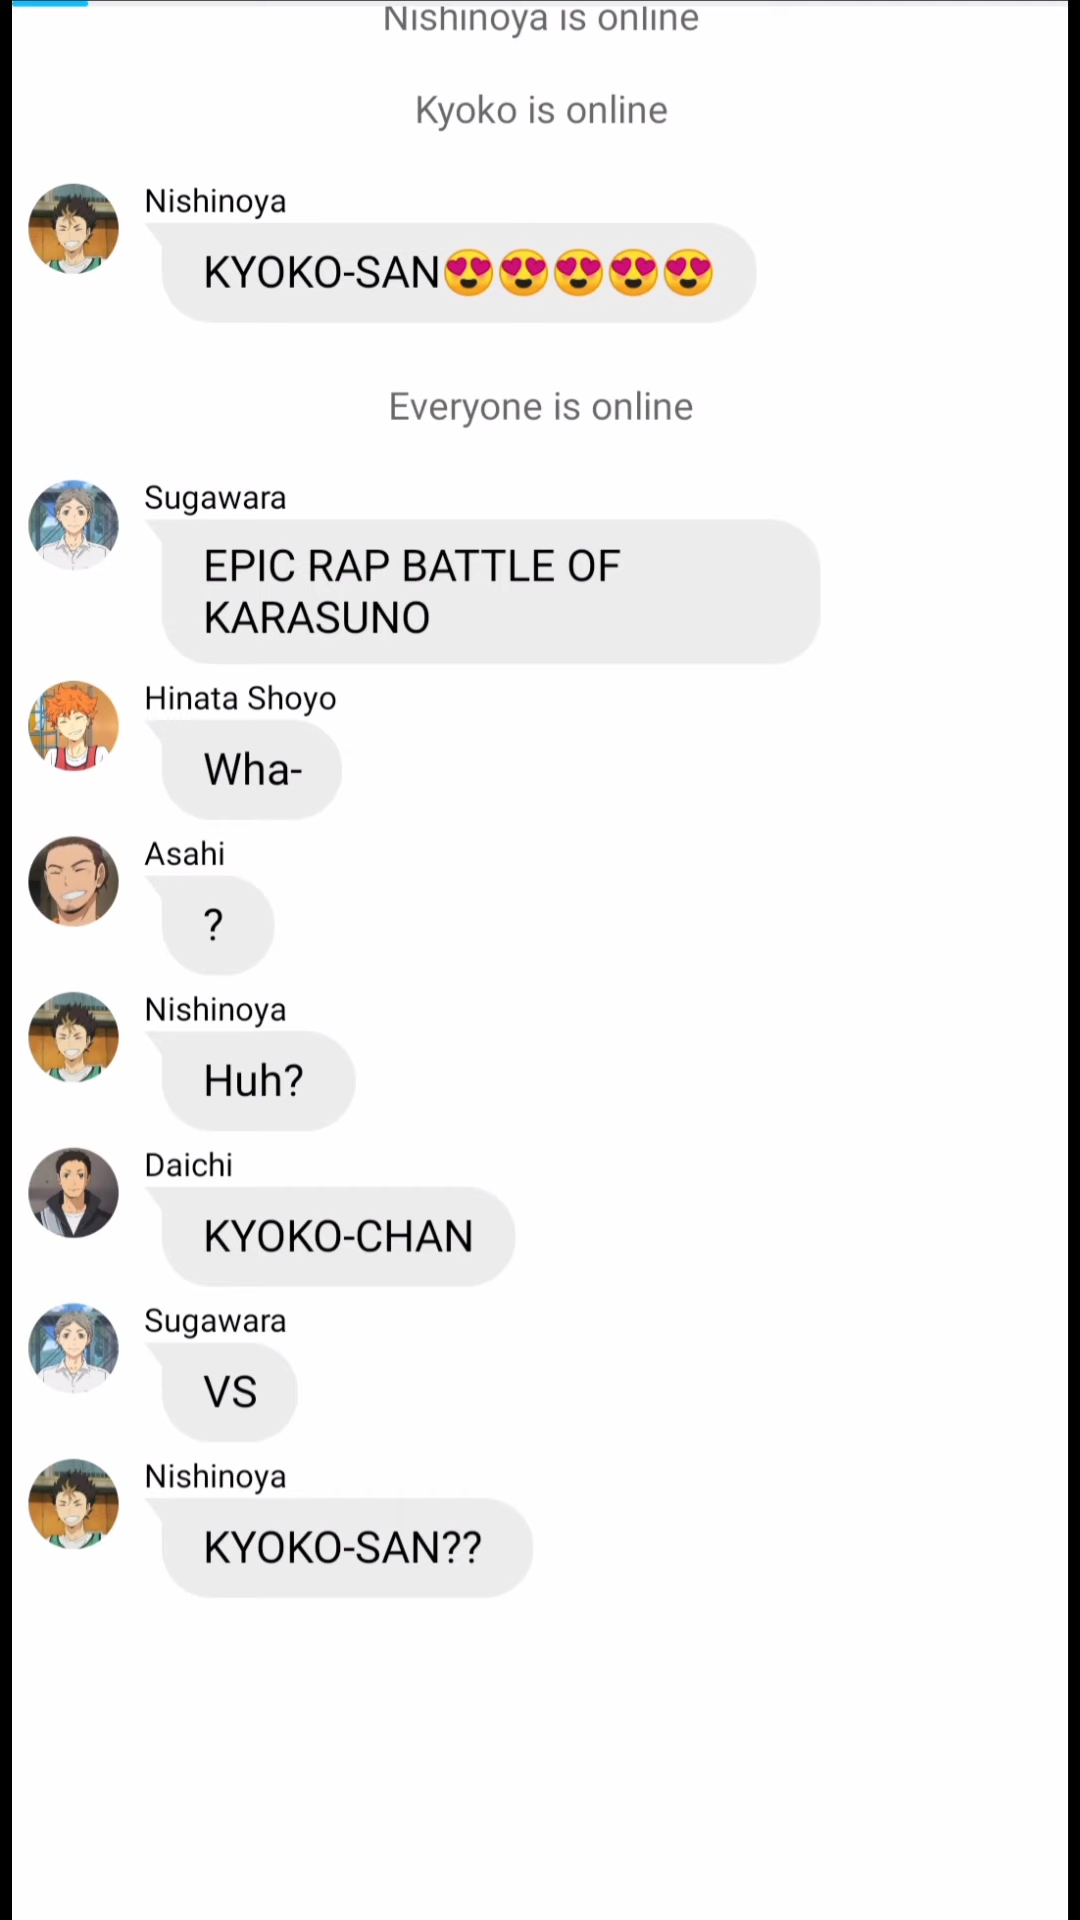 Nishinoya is online
Kyoko is online
Nishinoya
KYOKO-SAN😍😍😍😍😍
Everyone is online
Sugawara
EPIC RAP BATTLE OF
KARASUNO
Hinata Shoyo
Wha-
Asahi
?
Nishinoya
Huh?
Daichi
KYOKO-CHAN
Sugawara
VS
Nishinoya
KYOKO-SAN??